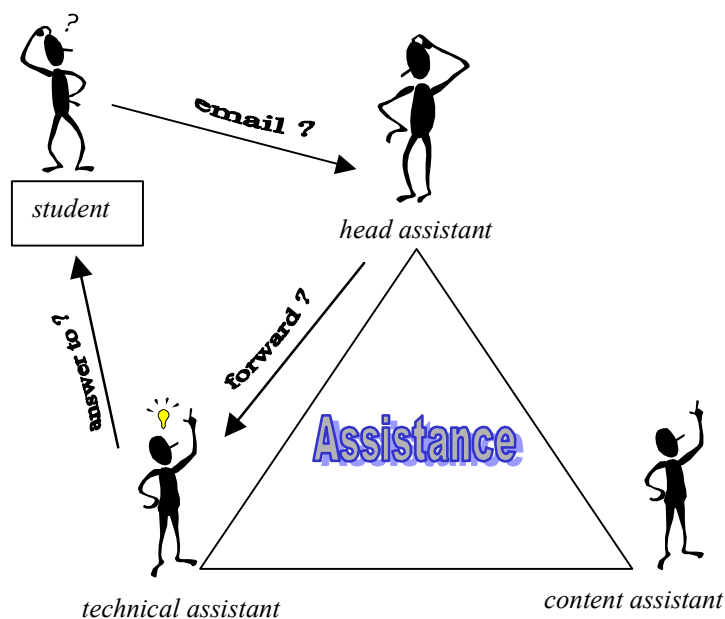 ?
email ?
student
head assistant
forward ?
answer to ?
Assistance
technical assistant
content assistant